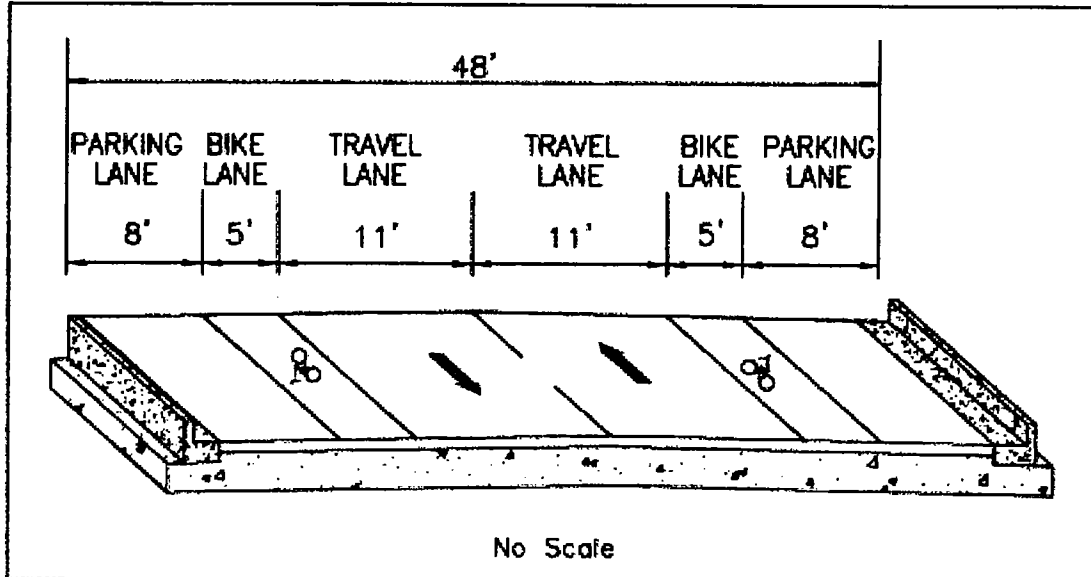 48'
PARKING LANE BIKE LANE TRAVEL LANE TRAVEL LANE BIKE LANE PARKING LANE
8' 5' 11' 11' 5' 8'
No Scale